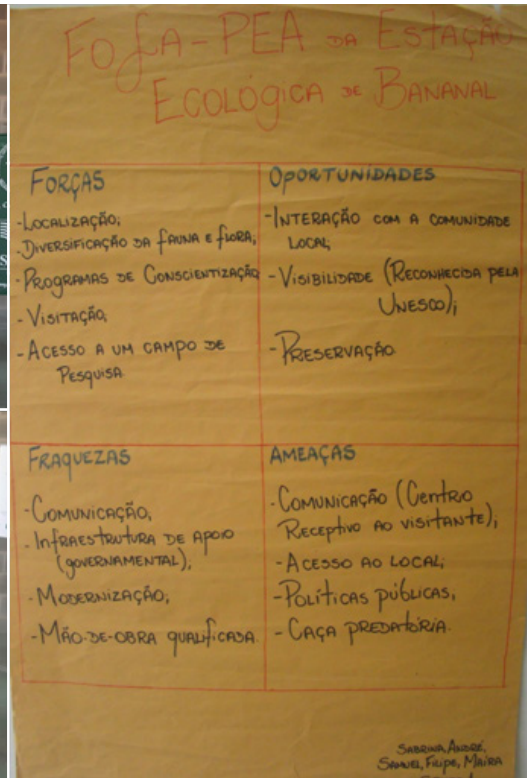 FOFA-PEA DA ESTAÇÃO
ECOLÓGICA DE BANANAL
FORÇAS
-LOCALIZAÇÃO;
-DIVERSIFICAÇÃO DA FAUNA E FLORA;
-PROGRAMAS DE CONSCIENTIZAÇÃO
-VISITAÇÃO;
-ACESSO A UM CAMPO DE
PESQUISA.
OPORTUNIDADES
-INTERAÇÃO COM A COMUNIDADE
LOCAL;
-VISIBILIDADE (RECONHECIDA PELA
UNESCO);
-PRESERVAÇÃO.
FRAQUEZAS
-COMUNICAÇÃO;
-INFRAESTRUTURA DE APOIO
(GOVERNAMENTAL);
-MODERNIZAÇÃO;
-MÃO-DE-OBRA QUALIFICADA.
AMEAÇAS
-COMUNICAÇÃO (CENTRO
RECEPTIVO AO VISITANTE);
-ACESSO AO LOCAL;
-POLÍTICAS PÚBLICAS;
-CAÇA PREDATÓRIA.
SABRINA, ANDRÉ,
SAMUEL, FILIPE, MAÍRA